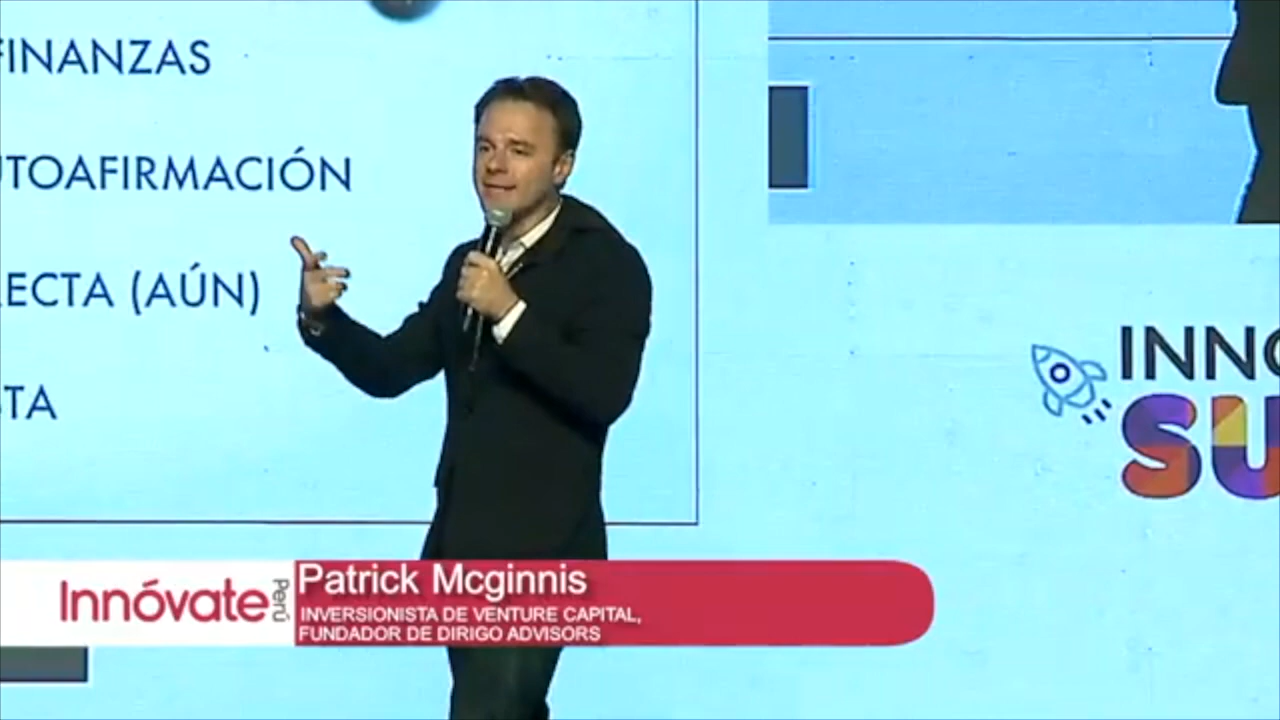 FINANZAS
UTOAFIRMACIÓN
ECTA (AÚN)
STA
INNO
SU
Innóvate Perú
Patrick Mcginnis
INVERSIONISTA DE VENTURE CAPITAL,
FUNDADOR DE DIRIGO ADVISORS